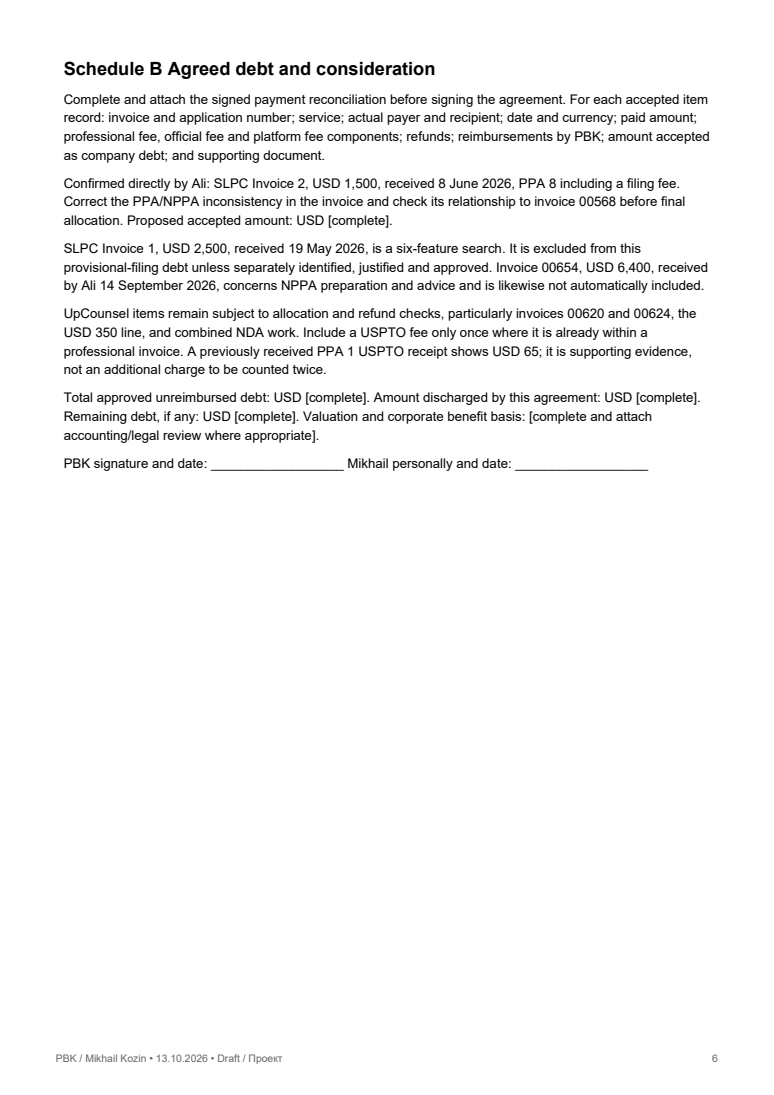 Schedule B Agreed debt and consideration
Complete and attach the signed payment reconciliation before signing the agreement. For each accepted item
record: invoice and application number; service; actual payer and recipient; date and currency; paid amount;
professional fee, official fee and platform fee components; refunds; reimbursements by PBK; amount accepted
as company debt; and supporting document.
Confirmed directly by Ali: SLPC Invoice 2, USD 1,500, received 8 June 2026, PPA 8 including a filing fee.
Correct the PPA/NPPA inconsistency in the invoice and check its relationship to invoice 00568 before final
allocation. Proposed accepted amount: USD [complete].
SLPC Invoice 1, USD 2,500, received 19 May 2026, is a six-feature search. It is excluded from this
provisional-filing debt unless separately identified, justified and approved. Invoice 00654, USD 6,400, received
by Ali 14 September 2026, concerns NPPA preparation and advice and is likewise not automatically included.
UpCounsel items remain subject to allocation and refund checks, particularly invoices 00620 and 00624, the
USD 350 line, and combined NDA work. Include a USPTO fee only once where it is already within a
professional invoice. A previously received PPA 1 USPTO receipt shows USD 65; it is supporting evidence,
not an additional charge to be counted twice.
Total approved unreimbursed debt: USD [complete]. Amount discharged by this agreement: USD [complete].
Remaining debt, if any: USD [complete]. Valuation and corporate benefit basis: [complete and attach
accounting/legal review where appropriate].
PBK signature and date: __________________ Mikhail personally and date: __________________
PBK / Mikhail Kozin • 13.10.2026 • Draft / Проект
6